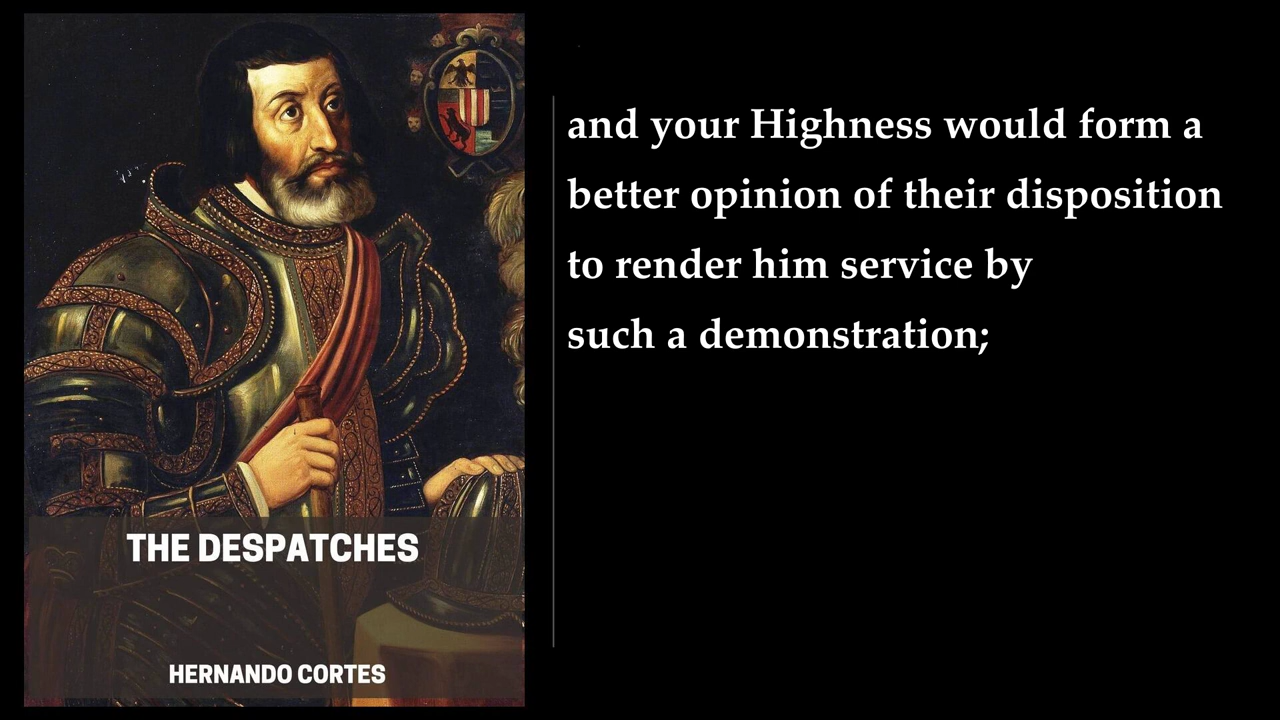 and your Highness would form a
better opinion of their disposition
to render him service by
such a demonstration;
THE DESPATCHES
HERNANDO CORTES